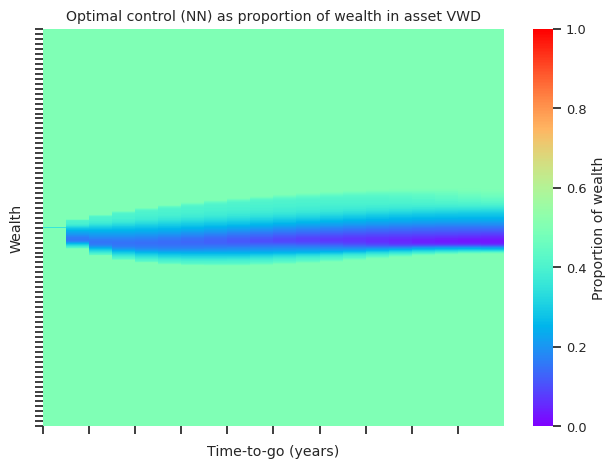 Optimal control (NN) as proportion of wealth in asset VWD
Wealth
Time-to-go (years)
1.0
0.8
0.6
0.4
0.2
0.0
Proportion of wealth